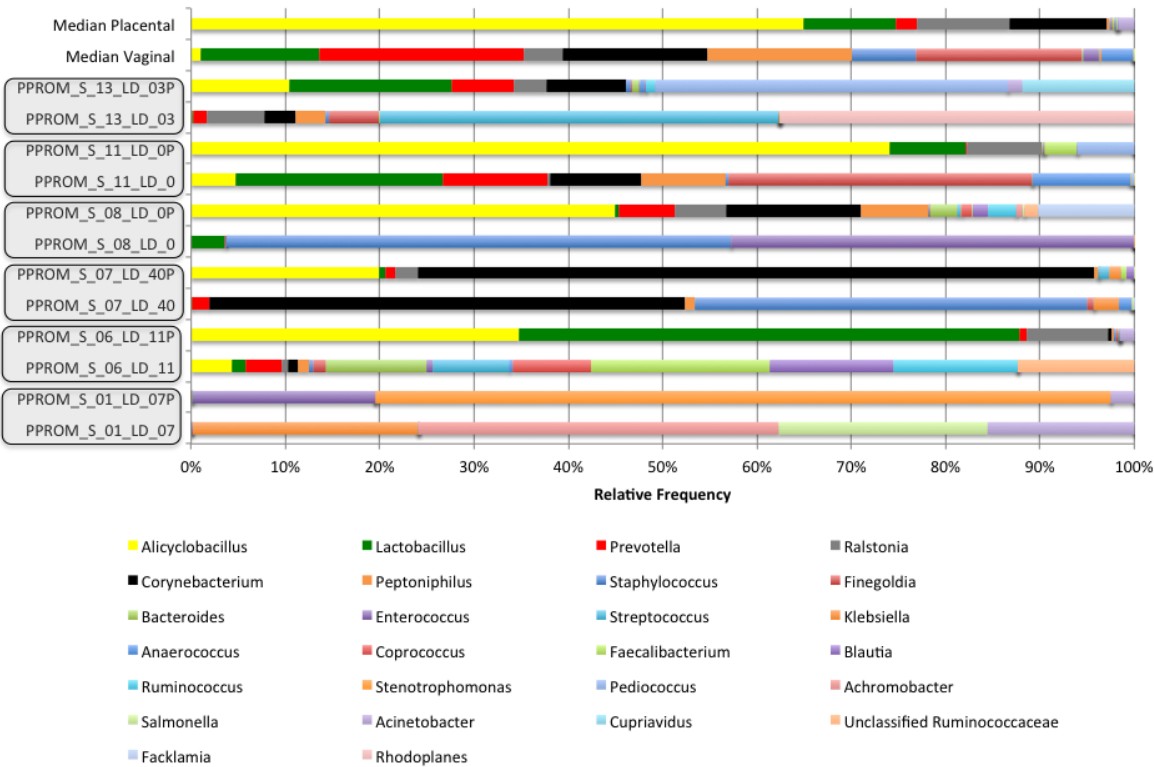 Median Placental
Median Vaginal
PPROM_S_13_LD_03P
PPROM_S_13_LD_03
PPROM_S_11_LD_0P
PPROM_S_11_LD_0
PPROM_S_08_LD_0P
PPROM_S_08_LD_0
PPROM_S_07_LD_40P
PPROM_S_07_LD_40
PPROM_S_06_LD_11P
PPROM_S_06_LD_11
PPROM_S_01_LD_07P
PPROM_S_01_LD_07
0% 10% 20% 30% 40% 50% 60% 70% 80% 90% 100%
Relative Frequency
Alicyclobacillus Lactobacillus Prevotella Ralstonia
Corynebacterium Peptoniphilus Staphylococcus Finegoldia
Bacteroides Enterococcus Streptococcus Klebsiella
Anaerococcus Coprococcus Faecalibacterium Blautia
Ruminococcus Stenotrophomonas Pediococcus Achromobacter
Salmonella Acinetobacter Cupriavidus Unclassified Ruminococcaceae
Facklamia Rhodoplanes